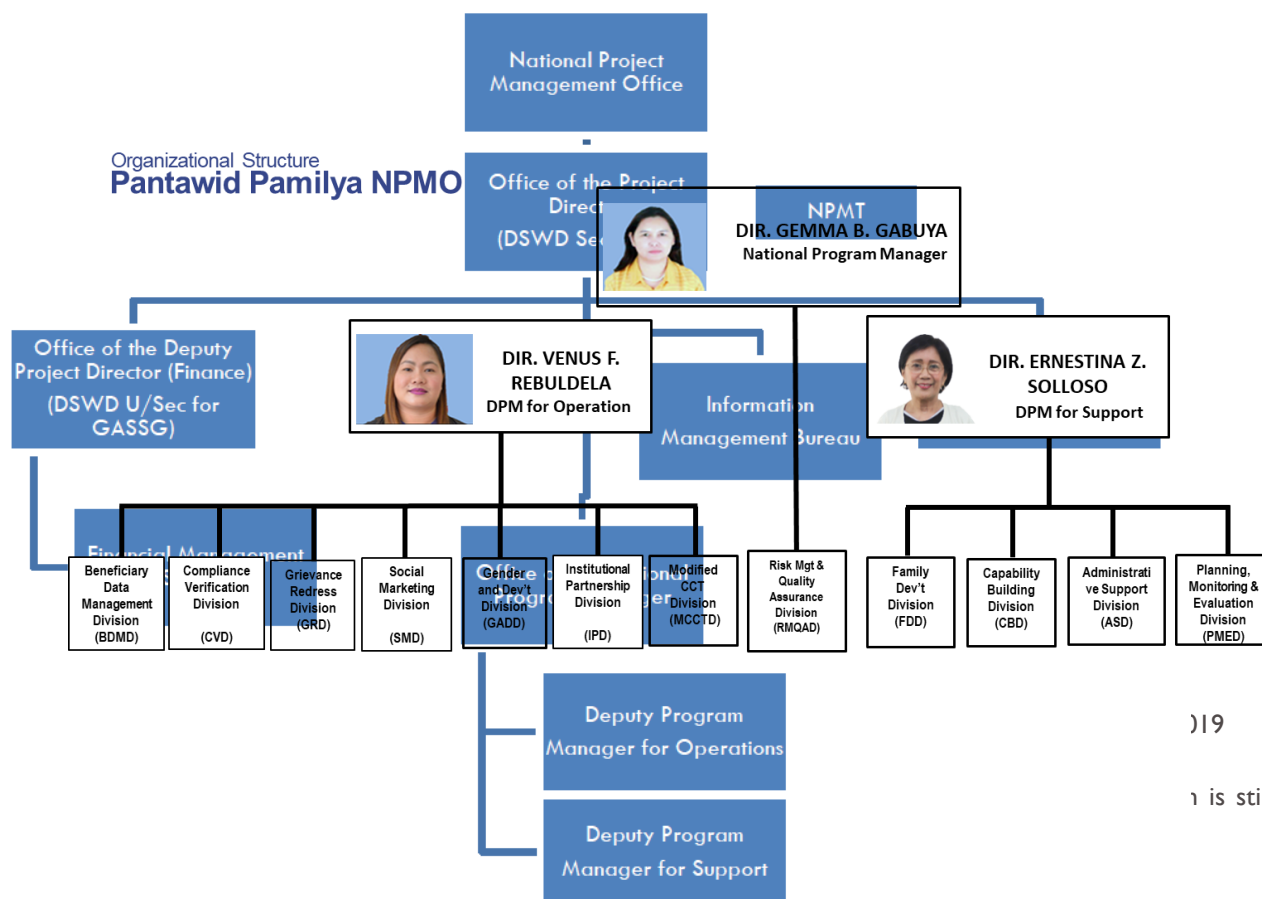 National Project
Management Office
Organizational Structure
Pantawid Pamilya NPMO
Office of the Project
(DSWD
NPMT
DIR. GEMMA B. GABUYA
National Program Manager
Office of the Deputy
Project Director (Finance)
(DSWD U/Sec for
GASSG)
DIR. VENUS F.
REBULDELA
DPM for Operation
Information
Management Bureau
DIR. ERNESTINA Z.
SOLLOSO
DPM for Support
Financial Management
Beneficiary
Data
Management
Division
(BDMD)
Compliance
Verification
Division
(CVD)
Grievance
Redress
Division
(GRD)
Social
Marketing
Division
(SMD)
Office
Gender
and Dev't
Division
(GADD)
Institutional
Partnership
Division
(IPD)
Modified
CCT
Division
(MCCTD)
Risk Mgt &
Quality
Assurance
Division
(RMQAD)
Family
Dev't
Division
(FDD)
Capability
Building
Division
(CBD)
Administrati
ve Support
Division
(ASD)
Planning,
Monitoring &
Evaluation
Division
(PMED)
Deputy Program
Manager for Operations
019
is
Deputy Program
Manager for Support